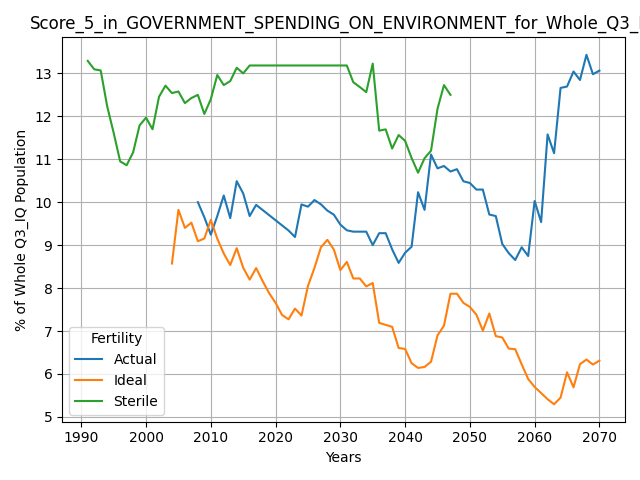 Score_5_in_GOVERNMENT_SPENDING_ON_ENVIRONMENT_for_Whole_Q3_
% of Whole Q3_IQ Population
13
12
11
10
9
8
7
6
5
Fertility
Actual
Ideal
Sterile
1990 2000 2010 2020 2030 2040 2050 2060 2070
Years